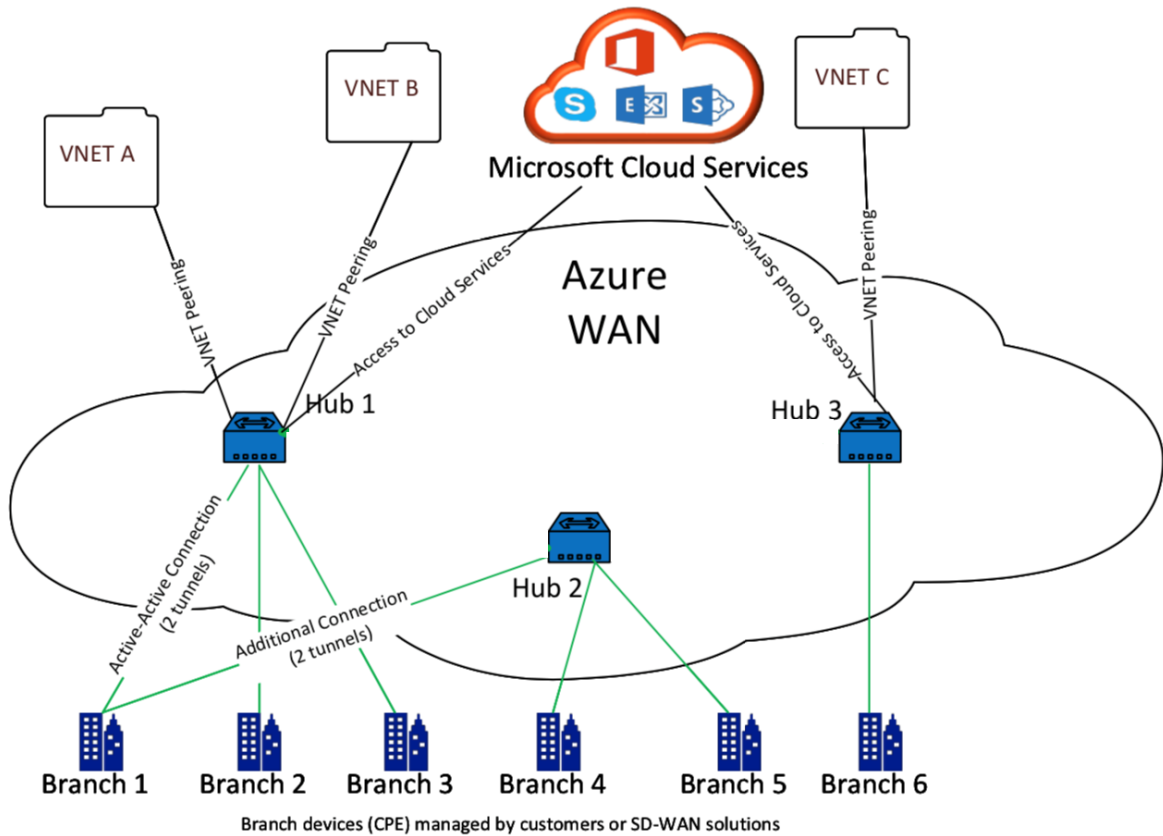 VNET A
VNET B
VNET C
E
S
S
Microsoft Cloud Services
VNET Peering
VNET Peering
Access to Cloud Services
Access to Cloud Services
VNET Peering
Azure
WAN
Hub 1
Hub 3
Hub 2
Active-Active Connection
(2 tunnels)
Additional Connection
(2 tunnels)
Branch 1
Branch 2
Branch 3
Branch 4
Branch 5
Branch 6
Branch devices (CPE) managed by customers or SD-WAN solutions